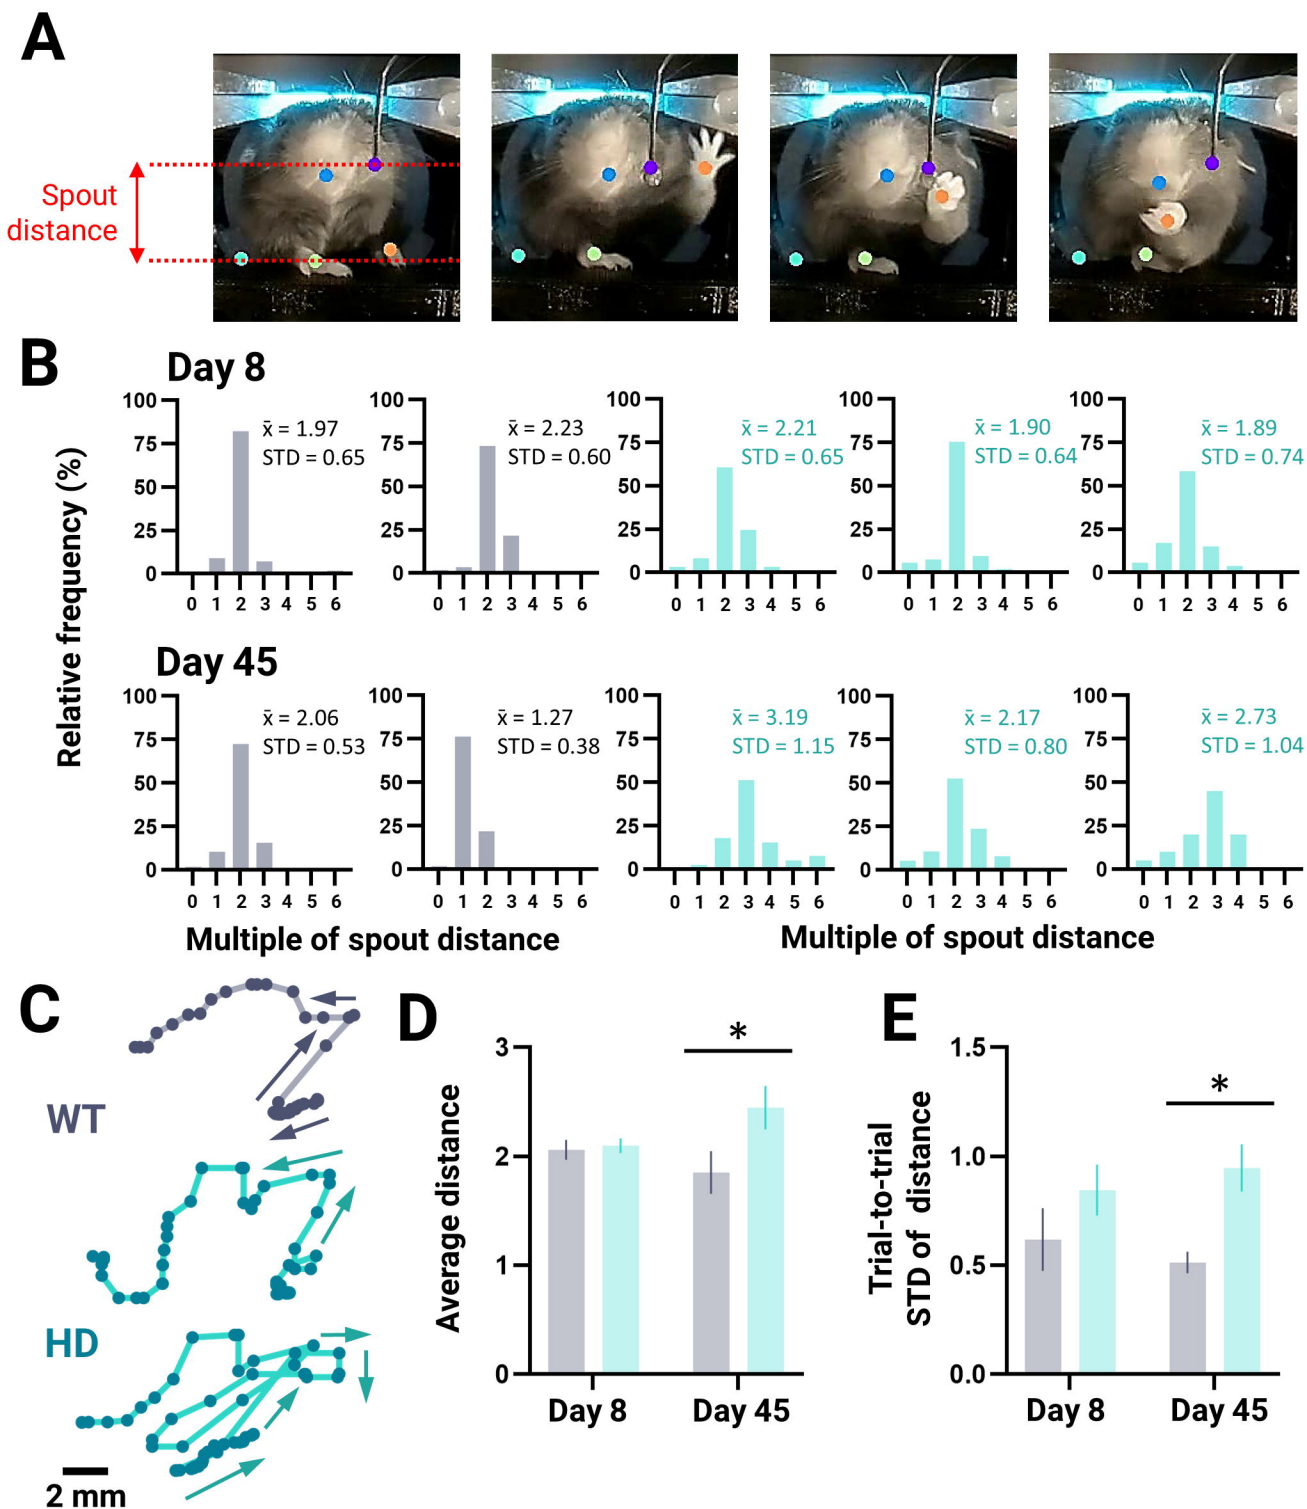 A
Spout
distance
B
Day 8
Relative frequency (%)
100
75
50
25
0
x̄ = 1.97
STD = 0.65
0 1 2 3 4 5 6
100
75
50
25
0
x̄ = 2.23
STD = 0.60
0 1 2 3 4 5 6
100
75
50
25
0
x̄ = 2.21
STD = 0.65
0 1 2 3 4 5 6
100
75
50
25
0
x̄ = 1.90
STD = 0.64
0 1 2 3 4 5 6
100
75
50
25
0
x̄ = 1.89
STD = 0.74
0 1 2 3 4 5 6
Day 45
100
75
50
25
0
x̄ = 2.06
STD = 0.53
0 1 2 3 4 5 6
100
75
50
25
0
x̄ = 1.27
STD = 0.38
0 1 2 3 4 5 6
100
75
50
25
0
x̄ = 3.19
STD = 1.15
0 1 2 3 4 5 6
100
75
50
25
0
x̄ = 2.17
STD = 0.80
0 1 2 3 4 5 6
100
75
50
25
0
x̄ = 2.73
STD = 1.04
0 1 2 3 4 5 6
Multiple of spout distance
Multiple of spout distance
C
WT
HD
2 mm
D
Average distance
3
2
1
0
*
Day 8 Day 45
E
Trial-to-trial
STD of distance
1.5
1.0
0.5
0.0
*
Day 8 Day 45